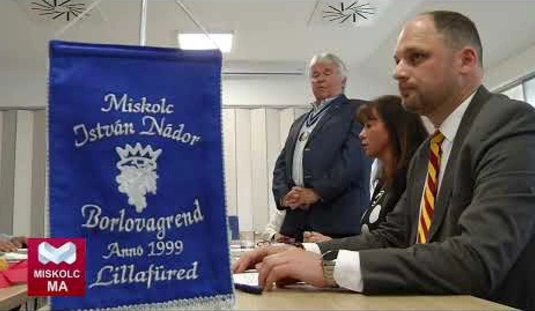 Miskolc
István Nádor
Borlovagrend
Anno 1999
Lillafüred
MISKOLC
MA